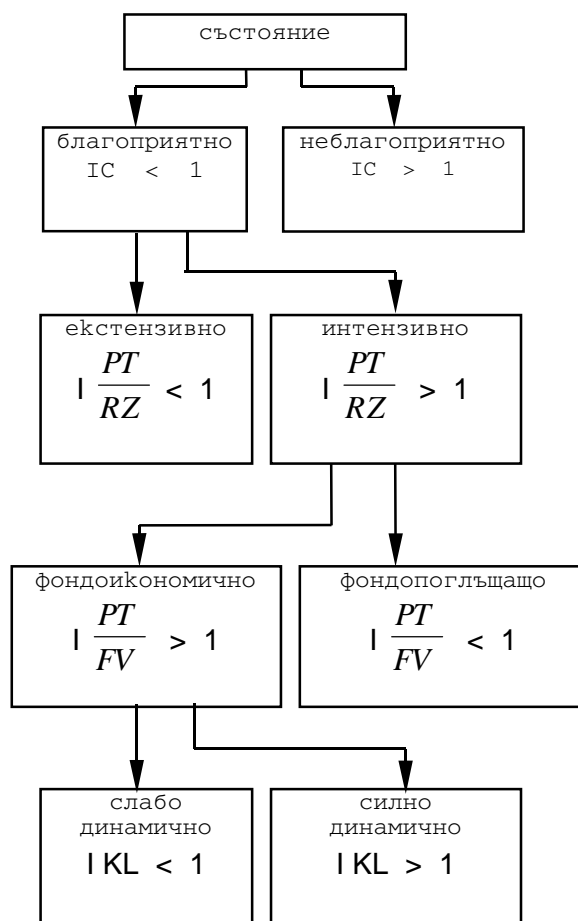 състояние
благоприятно
IC < 1
неблагоприятно
IC > 1
екстензивно
I PT/RZ < 1
интензивно
I PT/RZ > 1
фондоикономично
I PT/FV > 1
фондопоглъщащо
I PT/FV < 1
слабо
динамично
I KL < 1
силно
динамично
I KL > 1